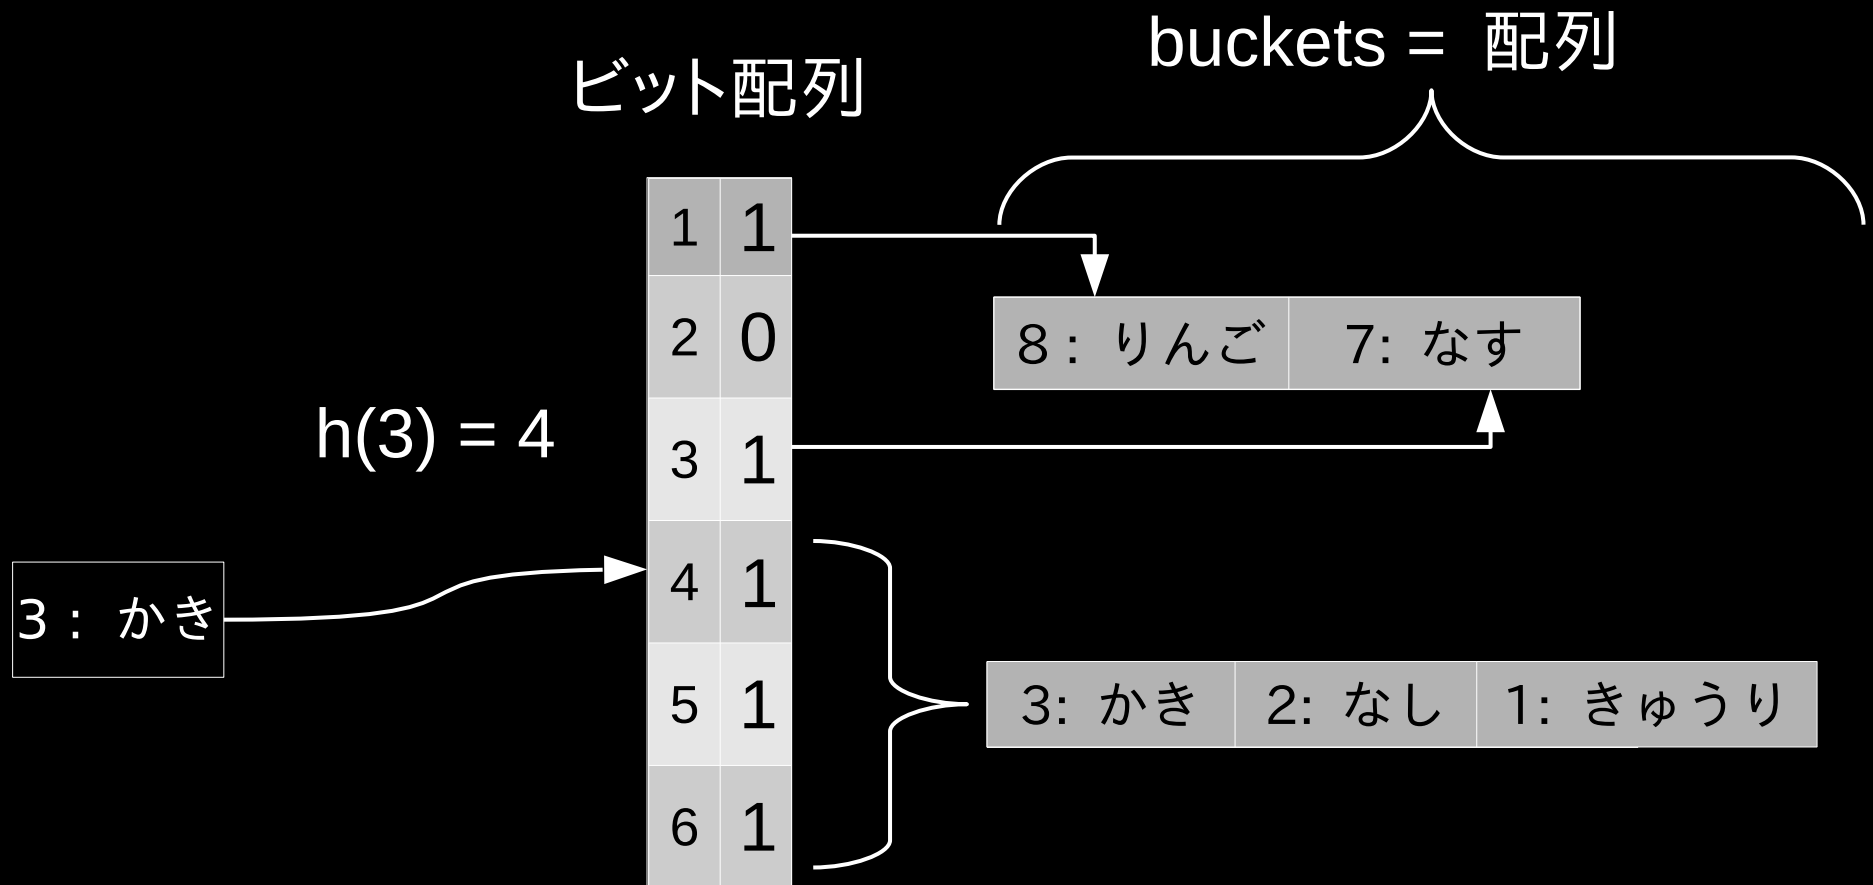 buckets = 配列
ビット配列
1 1
2 0
8 : りんご 7: なす
h(3) = 4
3 1
3 : かき
4 1
5 1
3: かき 2: なし 1: きゅうり
6 1